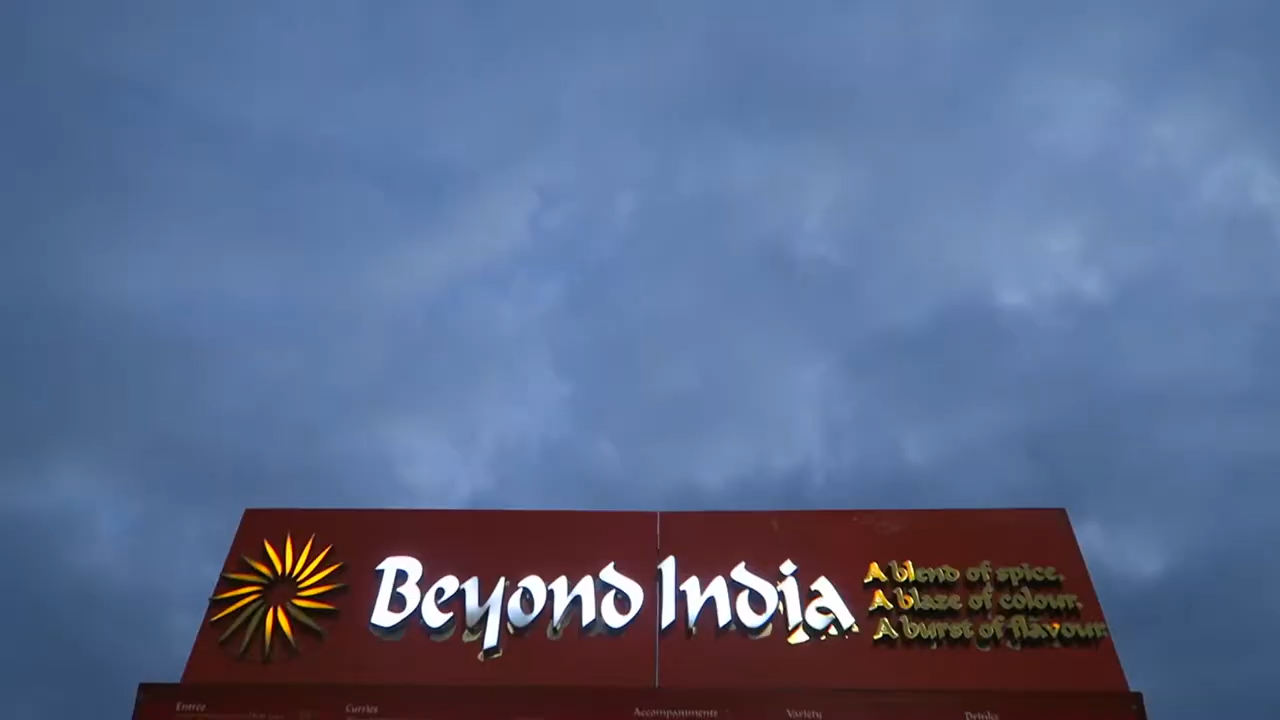 Beyond India
A blend of spice.
A blaze of colour.
A burst of flavour.
Entree
Curries
Accompaniments
Variety
Drinks